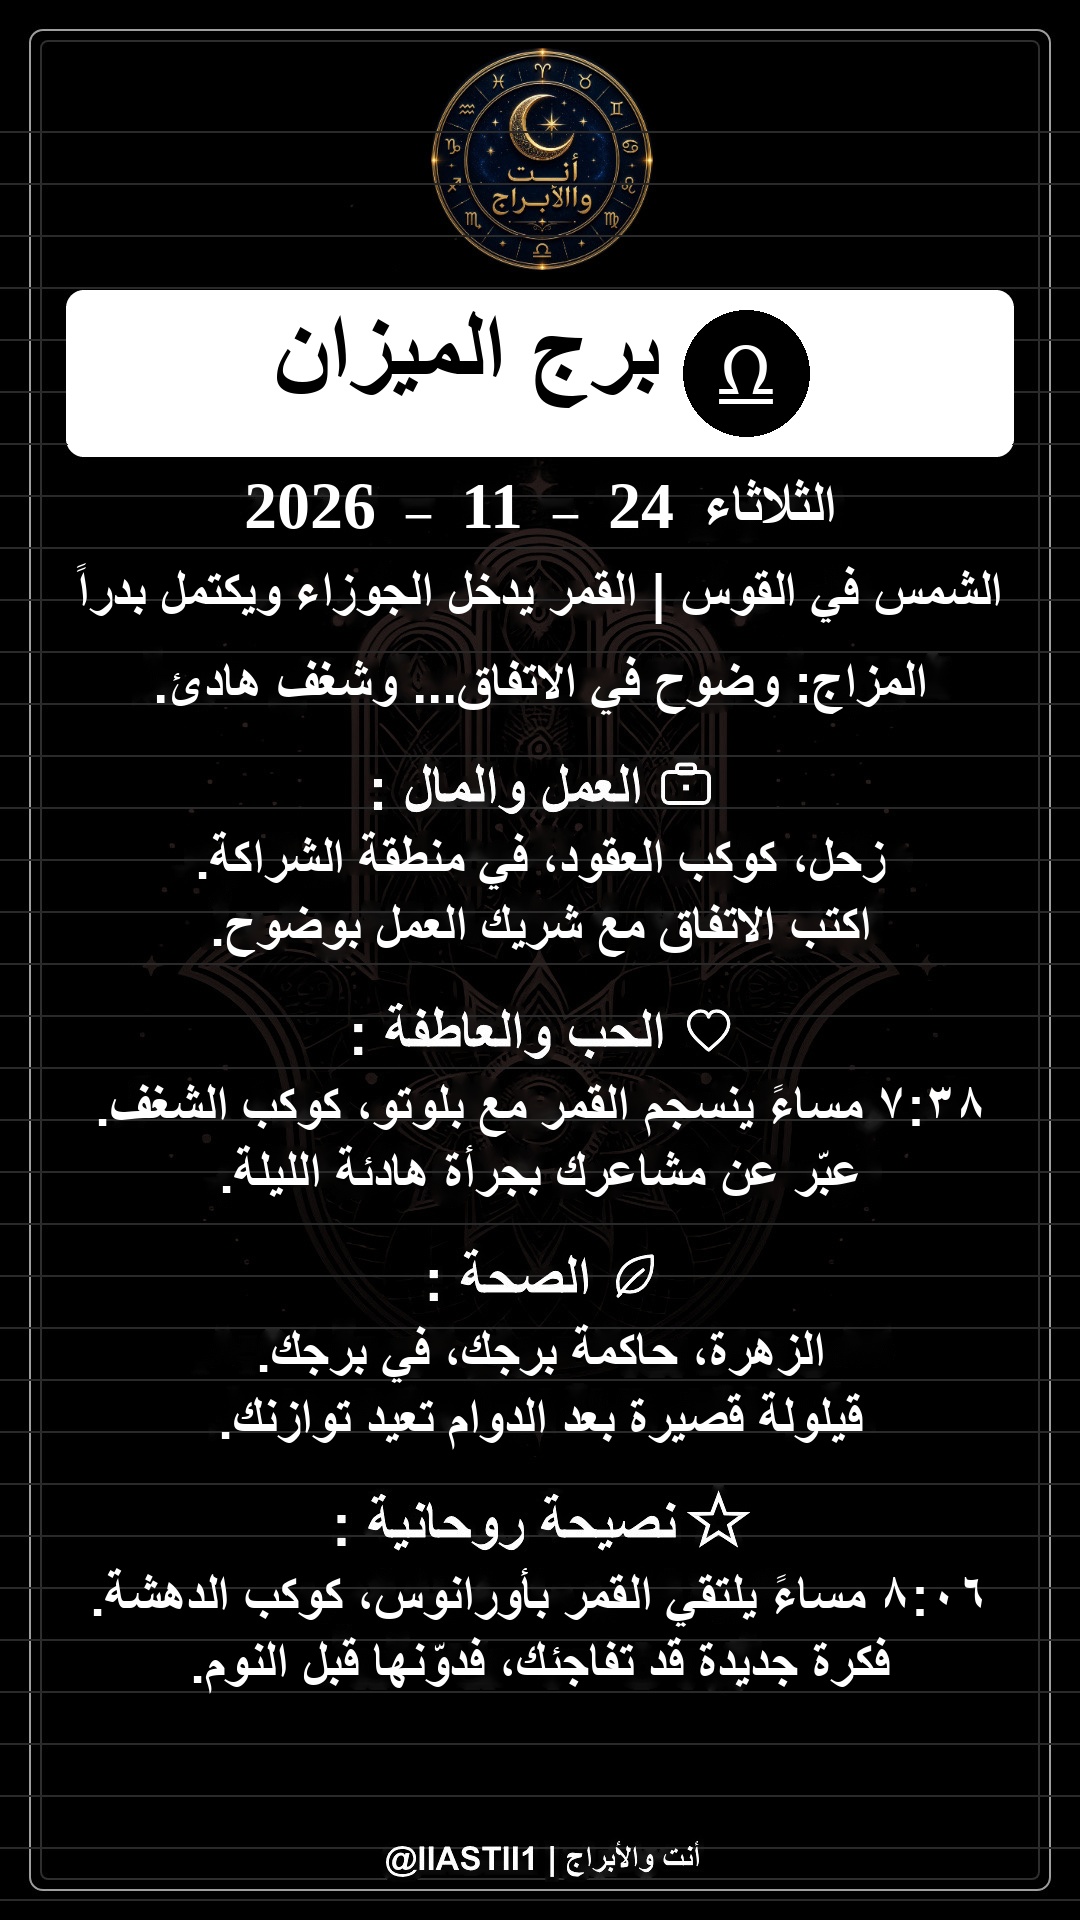 أنت
واالأبراج
برج الميزان
الثلاثاء 24 – 11 – 2026
الشمس في القوس | القمر يدخل الجوزاء ويكتمل بدراً
المزاج: وضوح في الاتفاق... وشغف هادئ.
العمل والمال :
زحل، كوكب العقود، في منطقة الشراكة.
اكتب الاتفاق مع شريك العمل بوضوح.
الحب والعاطفة :
٧:٣٨ مساءً ينسجم القمر مع بلوتو، كوكب الشغف.
عبّر عن مشاعرك بجرأة هادئة الليلة.
الصحة :
الزهرة، حاكمة برجك، في برجك.
قيلولة قصيرة بعد الدوام تعيد توازنك.
نصيحة روحانية :
٨:٠٦ مساءً يلتقي القمر بأورانوس، كوكب الدهشة.
فكرة جديدة قد تفاجئك، فدوّنها قبل النوم.
أنت والأبراج | @IIASTII1